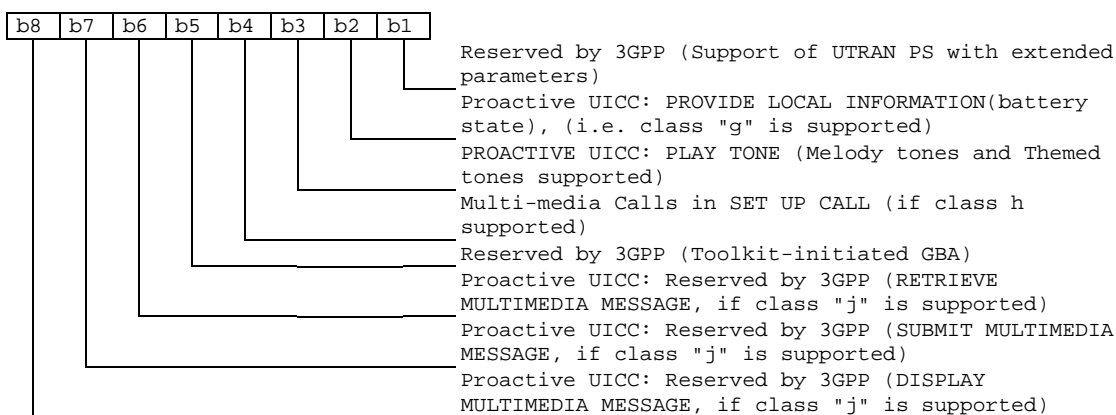 b8 b7 b6 b5 b4 b3 b2 b1
Reserved by 3GPP (Support of UTRAN PS with extended
parameters)
Proactive UICC: PROVIDE LOCAL INFORMATION(battery
state), (i.e. class "g" is supported)
PROACTIVE UICC: PLAY TONE (Melody tones and Themed
tones supported)
Multi-media Calls in SET UP CALL (if class h
supported)
Reserved by 3GPP (Toolkit-initiated GBA)
Proactive UICC: Reserved by 3GPP (RETRIEVE
MULTIMEDIA MESSAGE, if class "j" is supported)
Proactive UICC: Reserved by 3GPP (SUBMIT MULTIMEDIA
MESSAGE, if class "j" is supported)
Proactive UICC: Reserved by 3GPP (DISPLAY
MULTIMEDIA MESSAGE, if class "j" is supported)